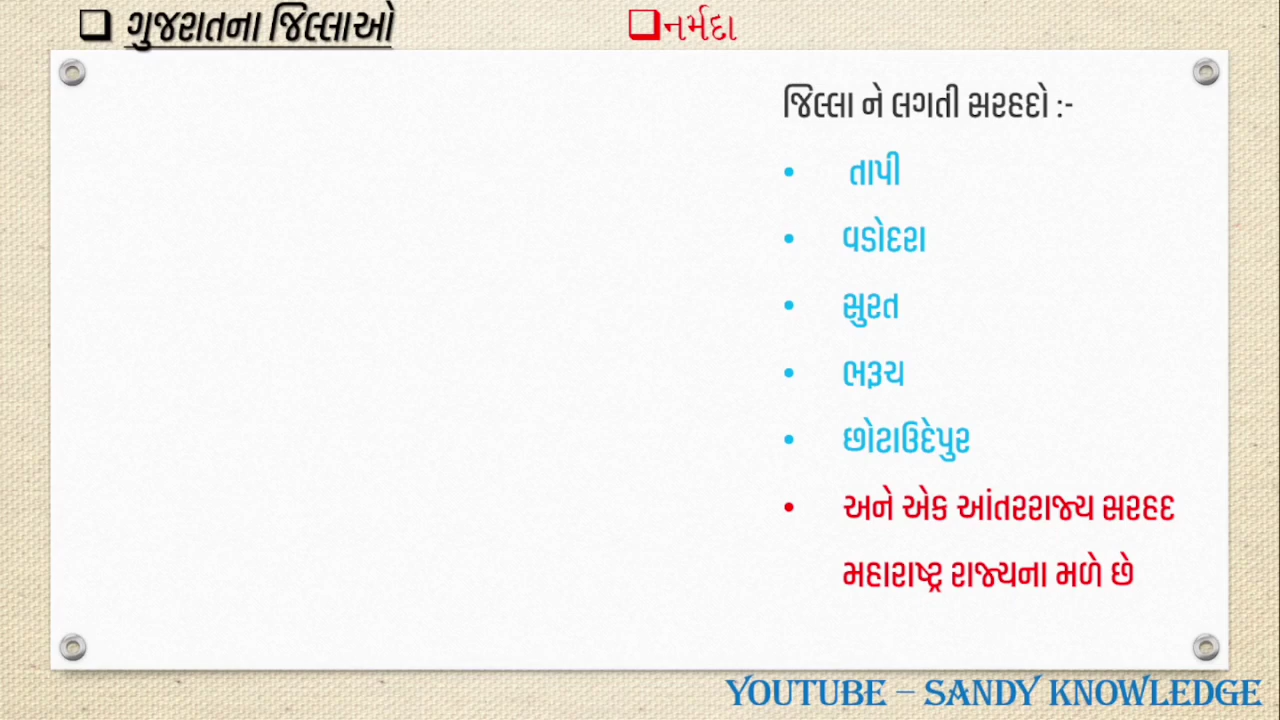 ગુજરાતના જિલ્લાઓ
નર્મદા
જિલ્લા ને લગતી સરહદો :-
• તાપી
• વડોદરા
• સુરત
• ભરૂચ
• છોટાઉદેપુર
• અને એક આંતરરાજ્ય સરહદ
મહારાષ્ટ્ર રાજ્યના મળે છે
YOUTUBE – SANDY KNOWLEDGE